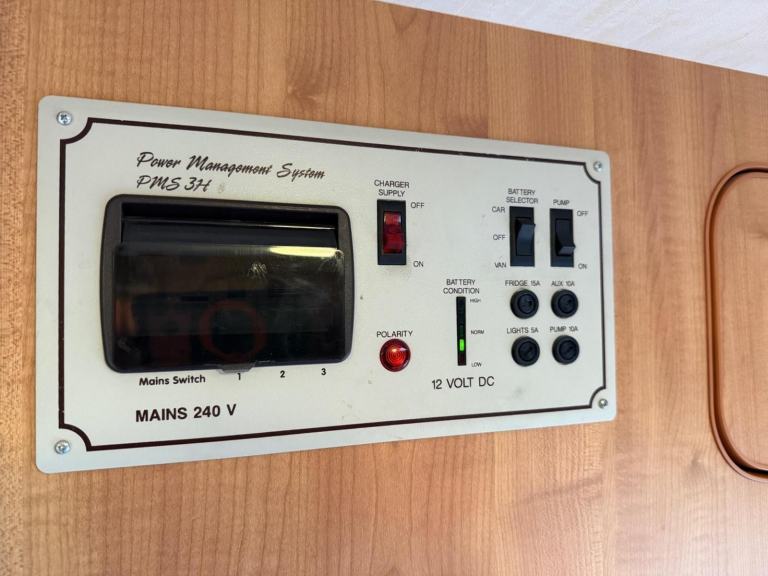 Power Management System
PMS 3H
Mains Switch
1 2 3
MAINS 240 V
CHARGER
SUPPLY
OFF
ON
POLARITY
BATTERY
CONDITION
HIGH
NORM
LOW
12 VOLT DC
BATTERY
SELECTOR
CAR
OFF
VAN
PUMP
OFF
ON
FRIDGE 15A
AUX 10A
LIGHTS 5A
PUMP 10A